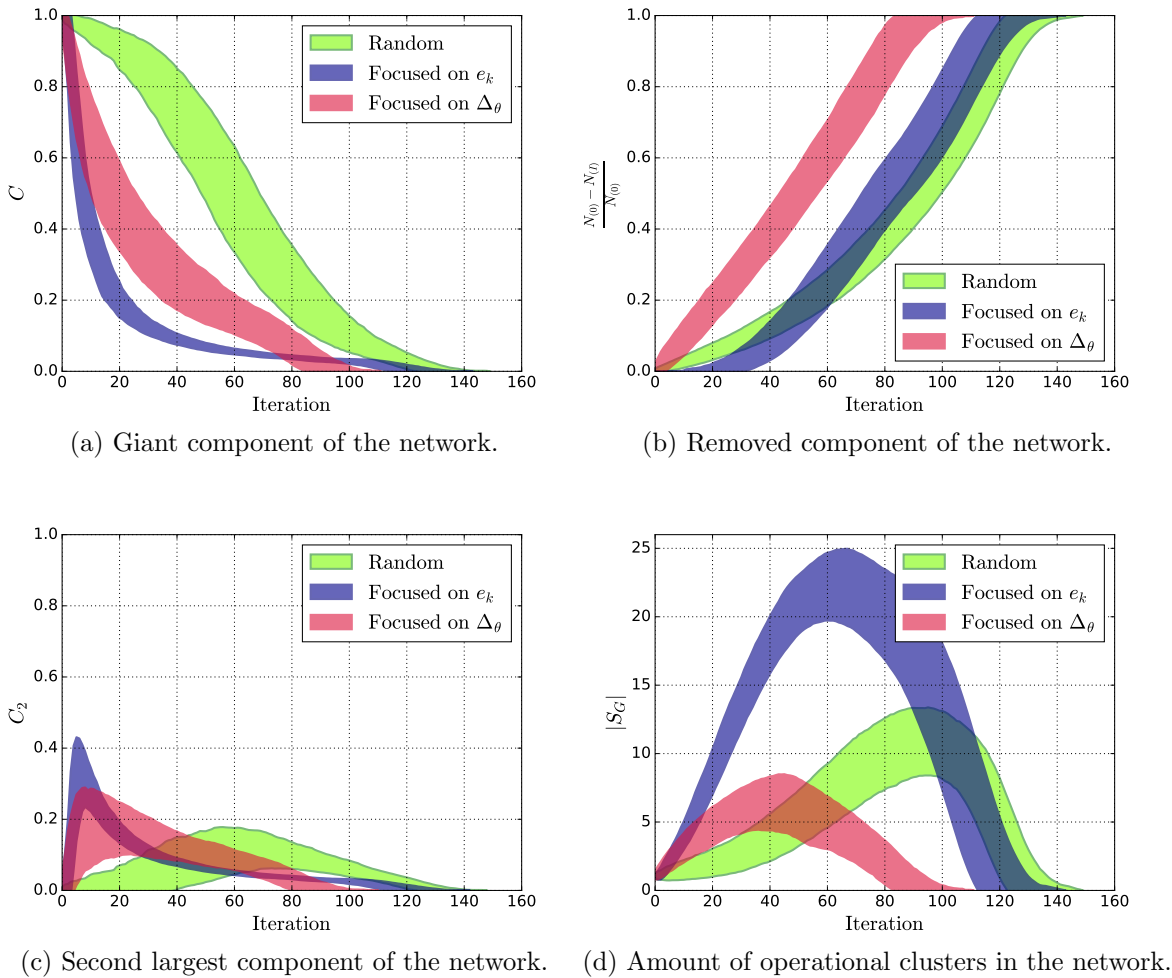 1.0
0.8
0.6
0.4
0.2
0.0
C
0 20 40 60 80 100 120 140 160
Iteration
Random
Focused on e_k
Focused on Δ_θ
(a) Giant component of the network.
1.0
0.8
0.6
0.4
0.2
0.0
N_(0) − N_(I)
N_(0)
0 20 40 60 80 100 120 140 160
Iteration
Random
Focused on e_k
Focused on Δ_θ
(b) Removed component of the network.
1.0
0.8
0.6
0.4
0.2
0.0
C_2
0 20 40 60 80 100 120 140 160
Iteration
Random
Focused on e_k
Focused on Δ_θ
(c) Second largest component of the network.
25
20
15
10
5
0
|S_G|
0 20 40 60 80 100 120 140 160
Iteration
Random
Focused on e_k
Focused on Δ_θ
(d) Amount of operational clusters in the network.